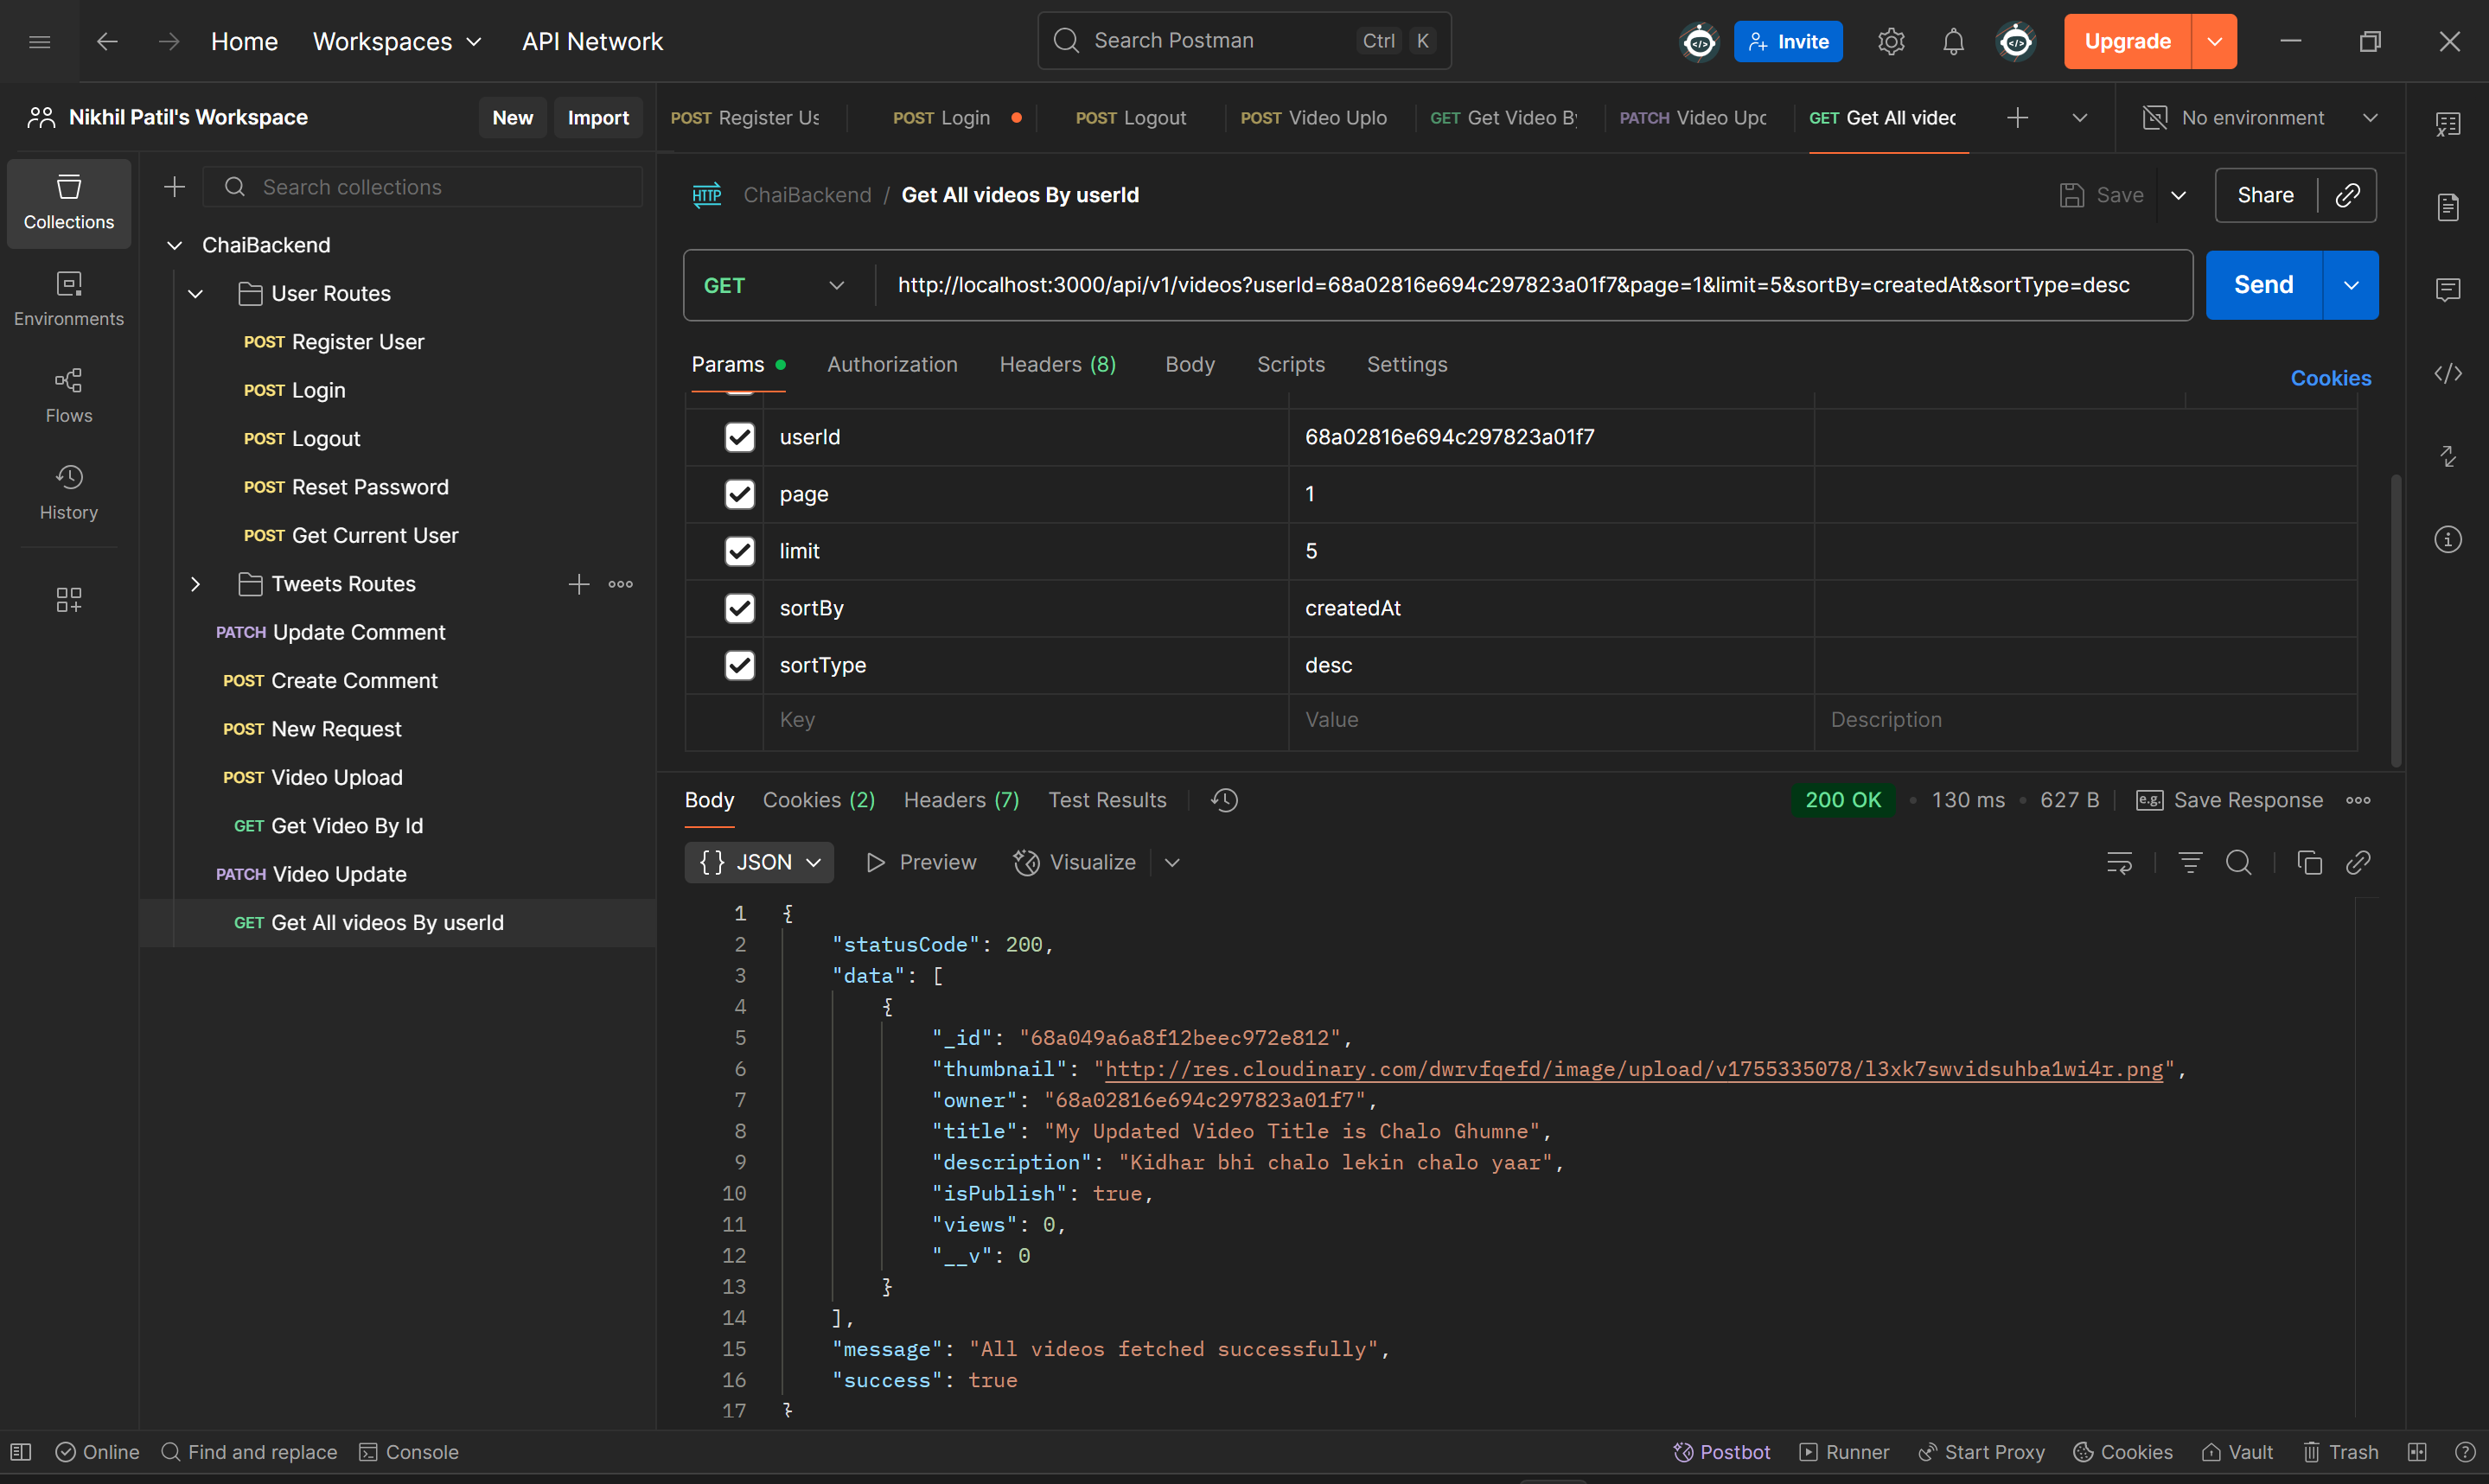 Home Workspaces API Network Search Postman Ctrl K Invite Upgrade
Nikhil Patil's Workspace New Import
POST Register Us POST Login POST Logout POST Video Uplo GET Get Video By PATCH Video Upd GET Get All videc No environment
Collections
Environments
Flows
History
Search collections
ChaiBackend
User Routes
POST Register User
POST Login
POST Logout
POST Reset Password
POST Get Current User
Tweets Routes
PATCH Update Comment
POST Create Comment
POST New Request
POST Video Upload
GET Get Video By Id
PATCH Video Update
GET Get All videos By userId
HTTP ChaiBackend / Get All videos By userId Save Share
GET http://localhost:3000/api/v1/videos?userId=68a02816e694c297823a01f7&page=1&limit=5&sortBy=createdAt&sortType=desc Send
Params Authorization Headers (8) Body Scripts Settings Cookies
userId 68a02816e694c297823a01f7
page 1
limit 5
sortBy createdAt
sortType desc
Key Value Description
Body Cookies (2) Headers (7) Test Results 200 OK 130 ms 627 B e.g. Save Response
{} JSON Preview Visualize
1 {
2 "statusCode": 200,
3 "data": [
4 {
5 "_id": "68a049a6a8f12beec972e812",
6 "thumbnail": "http://res.cloudinary.com/dwrvfqefd/image/upload/v1755335078/l3xk7swvidsuhba1wi4r.png",
7 "owner": "68a02816e694c297823a01f7",
8 "title": "My Updated Video Title is Chalo Ghumne",
9 "description": "Kidhar bhi chalo lekin chalo yaar",
10 "isPublish": true,
11 "views": 0,
12 "__v": 0
13 }
14 ],
15 "message": "All videos fetched successfully",
16 "success": true
17 }
Online Find and replace Console Postbot Runner Start Proxy Cookies Vault Trash